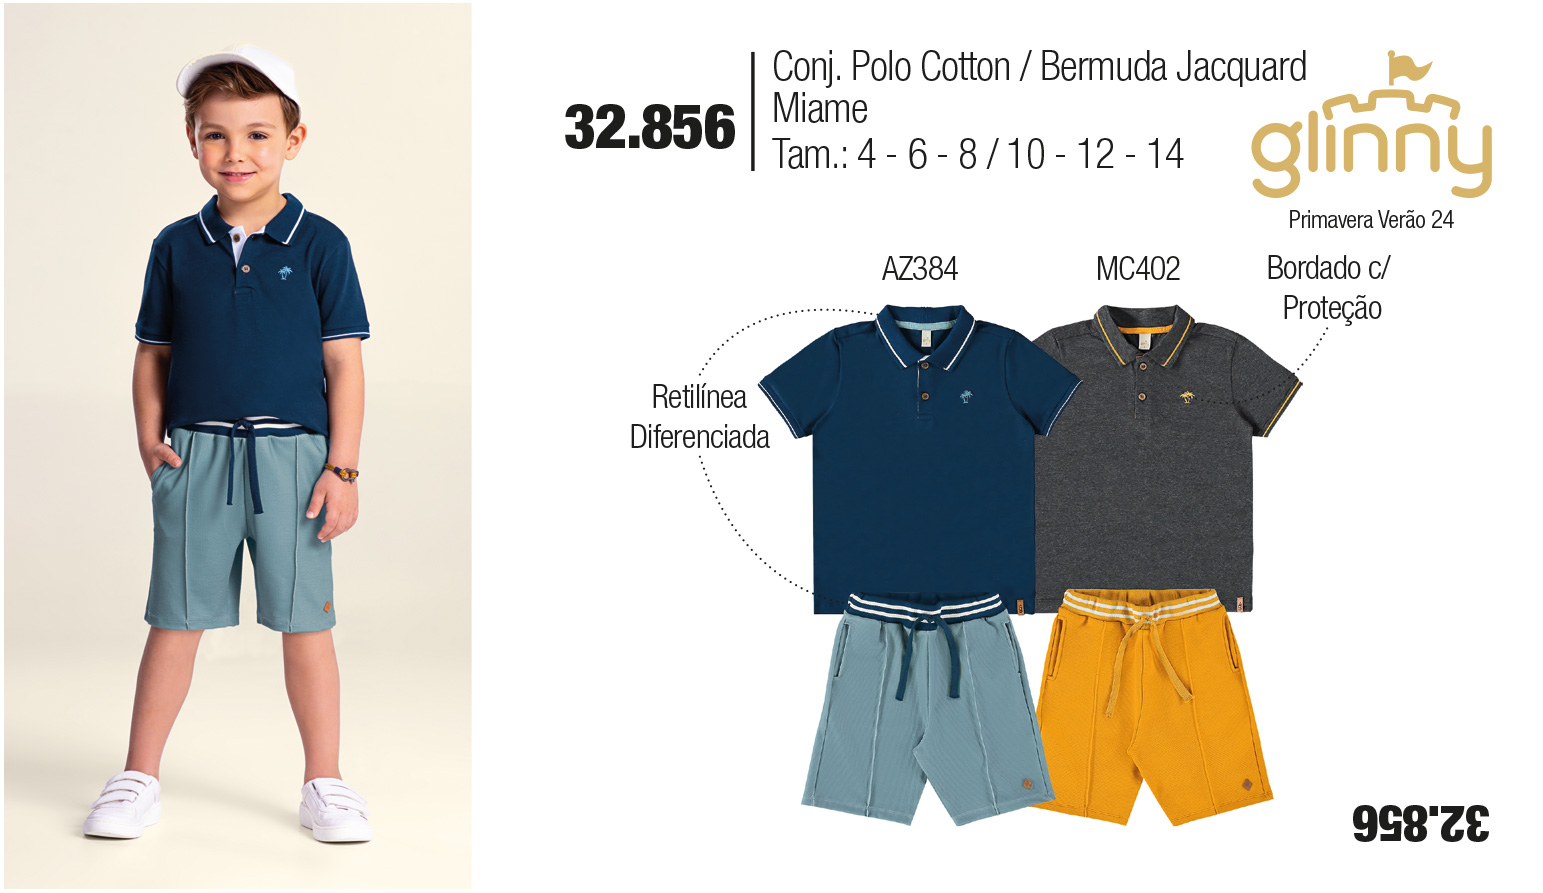 32.856
Conj. Polo Cotton / Bermuda Jacquard
Miame
Tam.: 4 - 6 - 8 / 10 - 12 - 14
glinny
Primavera Verão 24
AZ384
MC402
Bordado c/
Proteção
Retilínea
Diferenciada
32.856